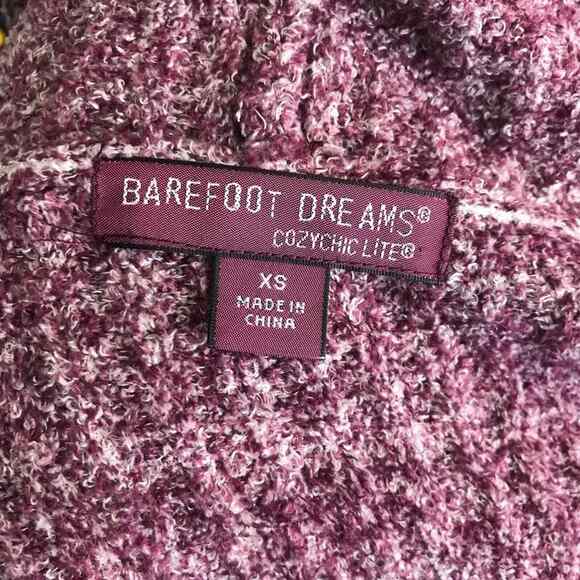 BAREFOOT DREAMS®
COZYCHIC LITE®
XS
MADE IN
CHINA